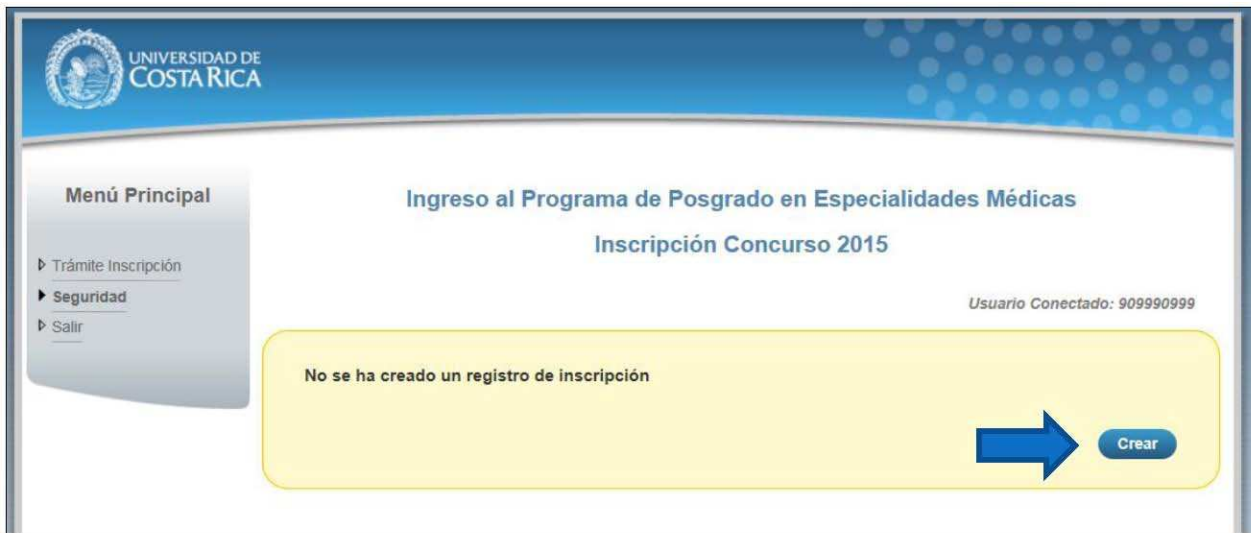 UNIVERSIDAD DE
COSTA RICA
Menú Principal
Trámite Inscripción
Seguridad
Salir
Ingreso al Programa de Posgrado en Especialidades Médicas
Inscripción Concurso 2015
Usuario Conectado: 909990999
No se ha creado un registro de inscripción
Crear